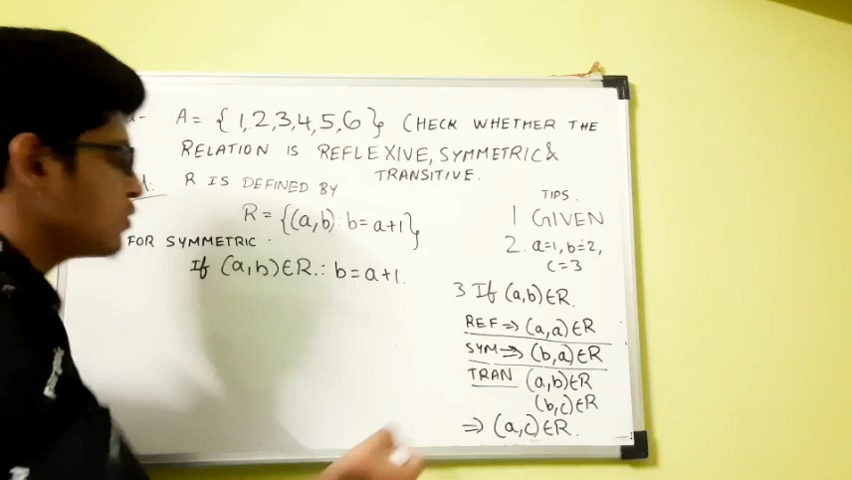 A = {1,2,3,4,5,6} CHECK WHETHER THE
RELATION IS REFLEXIVE, SYMMETRIC &
TRANSITIVE.
R IS DEFINED BY
R = {(a,b): b = a+1}
FOR SYMMETRIC.
If (a,b)∈R ∴ b = a+1.
TIPS.
1 GIVEN
2. a=1, b=2,
c=3
3 If (a,b)∈R.
REF ⇒ (a,a)∈R
SYM ⇒ (b,a)∈R
TRAN (a,b)∈R
(b,c)∈R
⇒ (a,c)∈R.